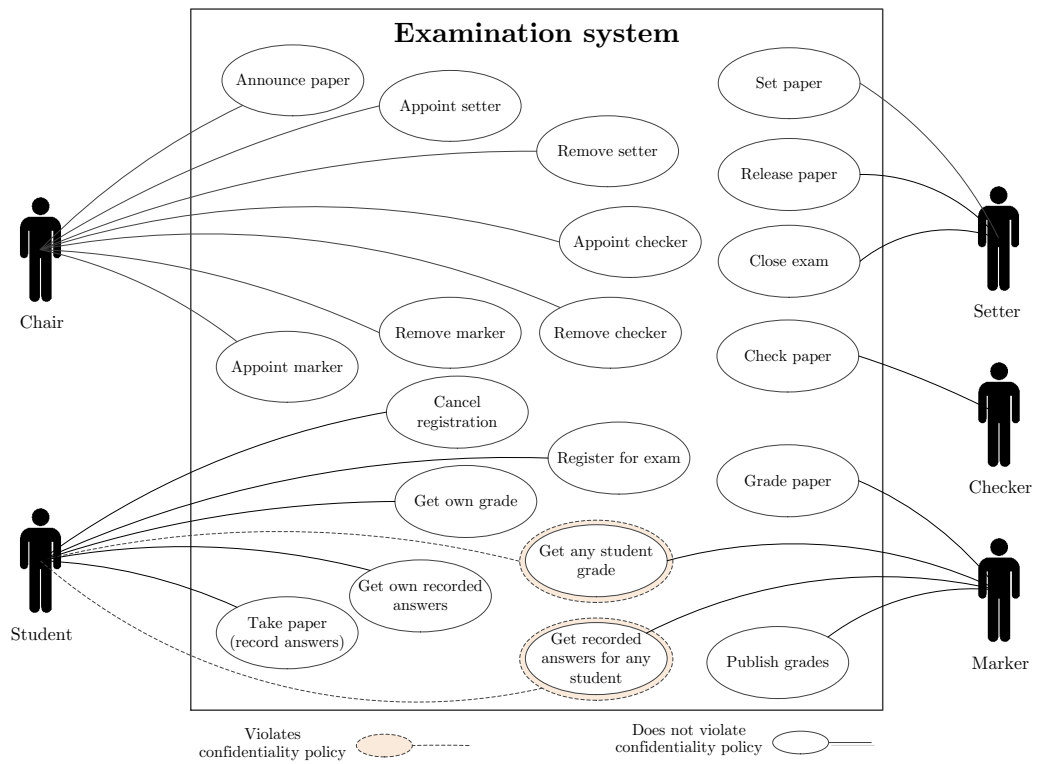 Examination system
Announce paper
Appoint setter
Set paper
Remove setter
Release paper
Appoint checker
Close exam
Chair
Setter
Remove marker
Remove checker
Check paper
Appoint marker
Cancel
registration
Register for exam
Grade paper
Checker
Get own grade
Get any student
grade
Get own recorded
answers
Take paper
(record answers)
Student
Get recorded
answers for any
student
Publish grades
Marker
Violates
confidentiality policy
Does not violate
confidentiality policy